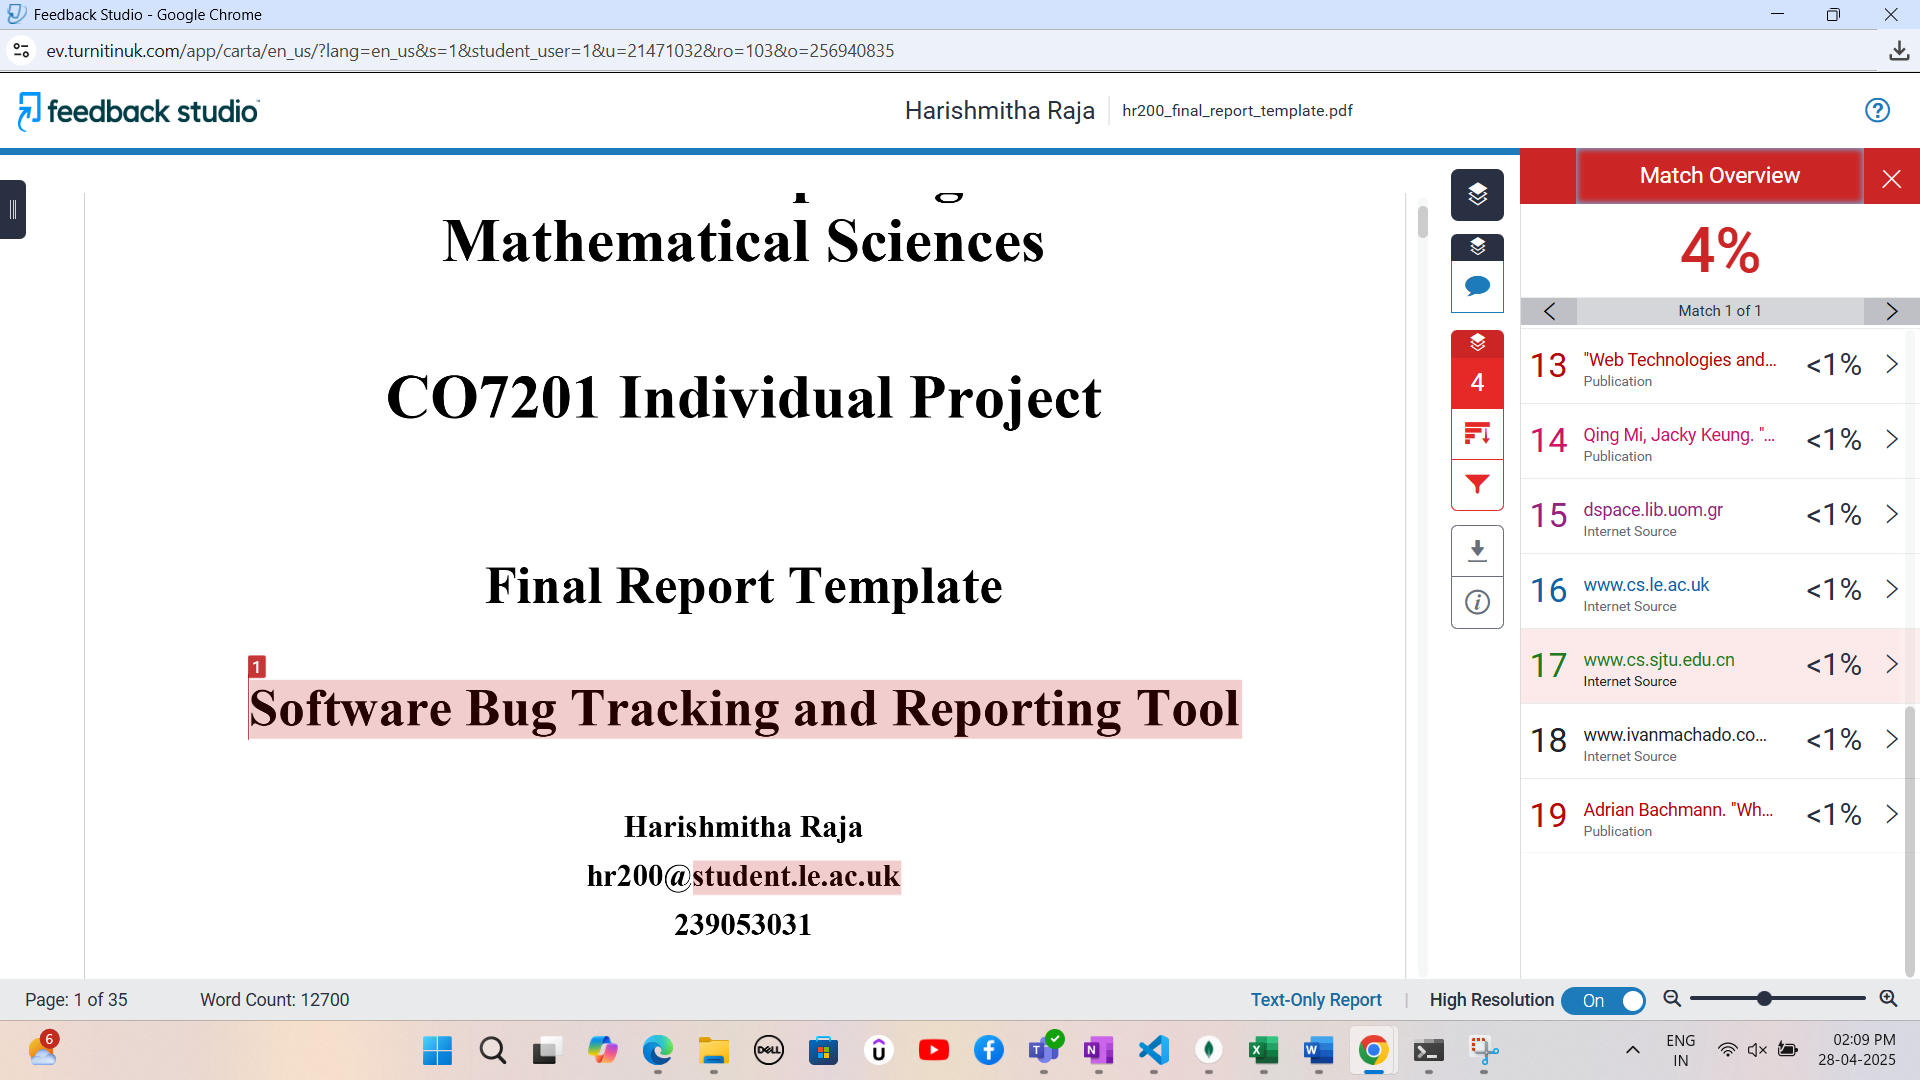 Feedback Studio - Google Chrome
ev.turnitinuk.com/app/carta/en_us/?lang=en_us&s=1&student_user=1&u=21471032&ro=103&o=256940835
feedback studio
Harishmitha Raja
hr200_final_report_template.pdf
?
Mathematical Sciences
CO7201 Individual Project
Final Report Template
1
Software Bug Tracking and Reporting Tool
Harishmitha Raja
hr200@student.le.ac.uk
239053031
4
Match Overview
4%
Match 1 of 1
13 "Web Technologies and... <1%
Publication
14 Qing Mi, Jacky Keung. "... <1%
Publication
15 dspace.lib.uom.gr <1%
Internet Source
16 www.cs.le.ac.uk <1%
Internet Source
17 www.cs.sjtu.edu.cn <1%
Internet Source
18 www.ivanmachado.co... <1%
Internet Source
19 Adrian Bachmann. "Wh... <1%
Publication
Page: 1 of 35
Word Count: 12700
Text-Only Report
High Resolution
On
6
DELL
ENG
IN
02:09 PM
28-04-2025